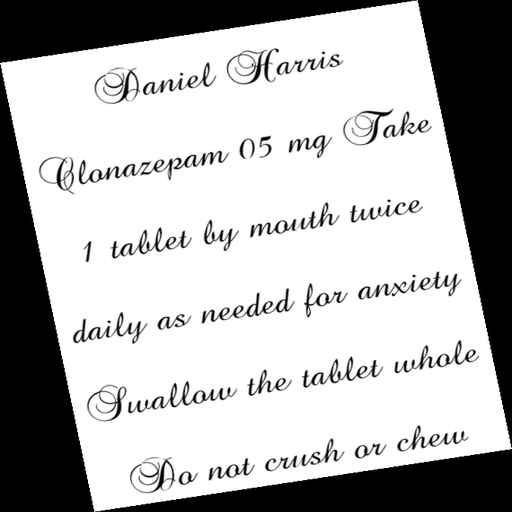 Daniel Harris
Clonazepam 05 mg Take
1 tablet by mouth twice
daily as needed for anxiety
Swallow the tablet whole
Do not crush or chew